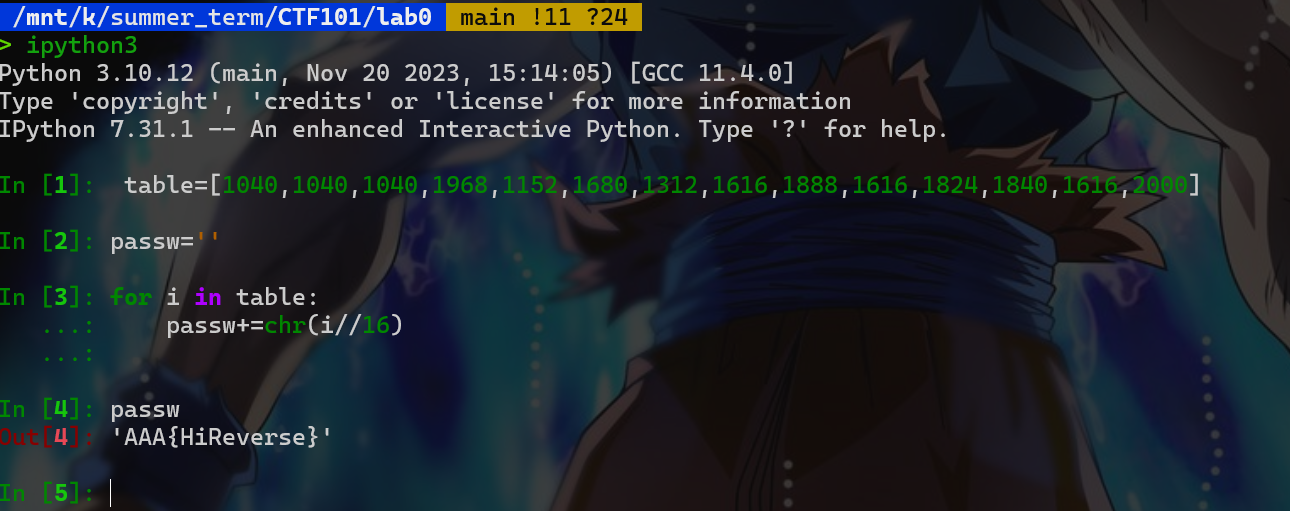 /mnt/k/summer_term/CTF101/lab0 main !11 ?24
> ipython3
Python 3.10.12 (main, Nov 20 2023, 15:14:05) [GCC 11.4.0]
Type 'copyright', 'credits' or 'license' for more information
IPython 7.31.1 -- An enhanced Interactive Python. Type '?' for help.
In [1]:  table=[1040,1040,1040,1968,1152,1680,1312,1616,1888,1616,1824,1840,1616,2000]
In [2]: passw=''
In [3]: for i in table:
   ...:     passw+=chr(i//16)
   ...:
In [4]: passw
Out[4]: 'AAA{HiReverse}'
In [5]: